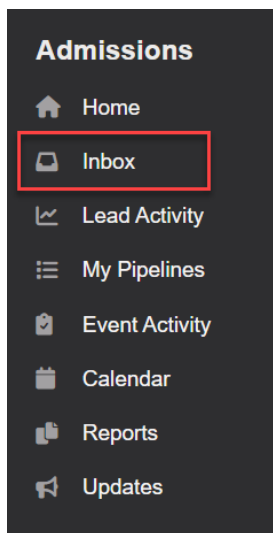 Admissions
Home
Inbox
Lead Activity
My Pipelines
Event Activity
Calendar
Reports
Updates